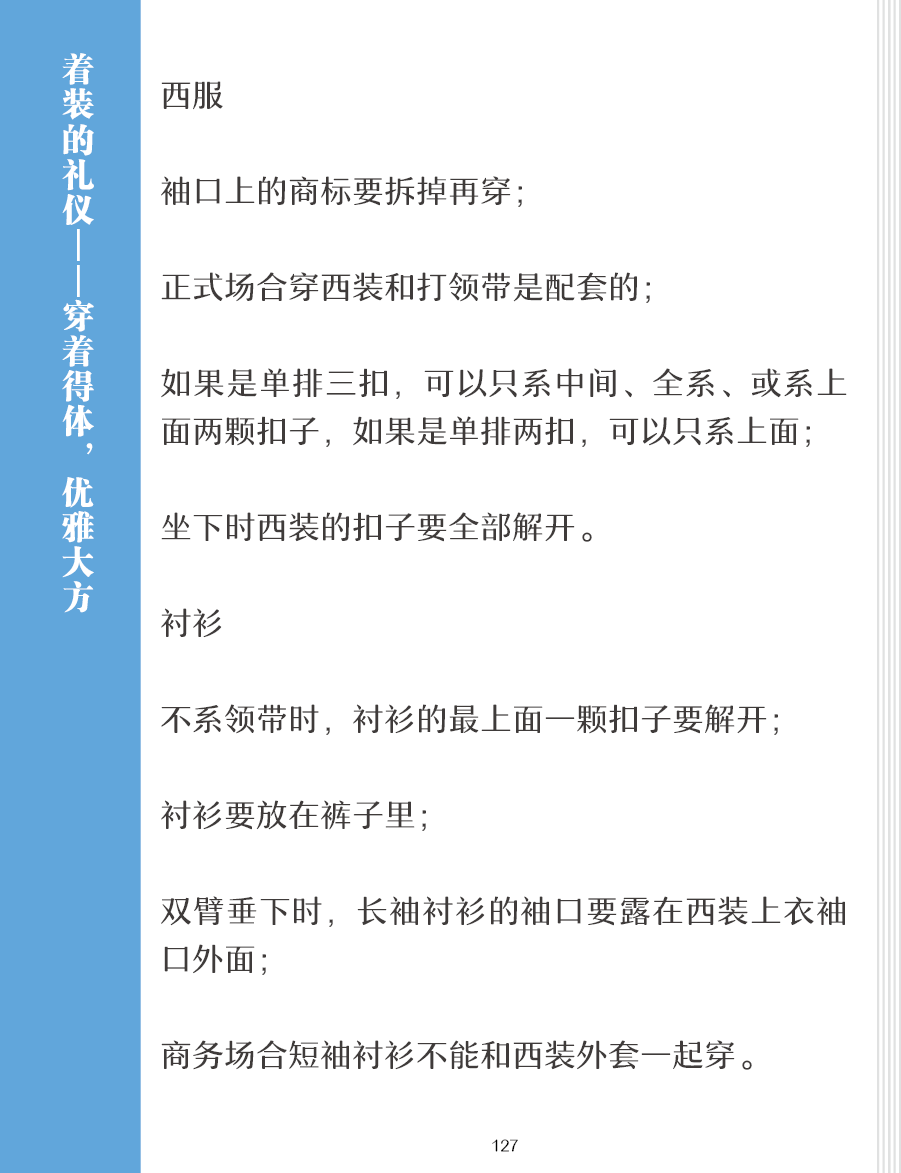 着装的礼仪——穿着得体，优雅大方
西服
袖口上的商标要拆掉再穿；
正式场合穿西装和打领带是配套的；
如果是单排三扣，可以只系中间、全系、或系上
面两颗扣子，如果是单排两扣，可以只系上面；
坐下时西装的扣子要全部解开。
衬衫
不系领带时，衬衫的最上面一颗扣子要解开；
衬衫要放在裤子里；
双臂垂下时，长袖衬衫的袖口要露在西装上衣袖
口外面；
商务场合短袖衬衫不能和西装外套一起穿。
127